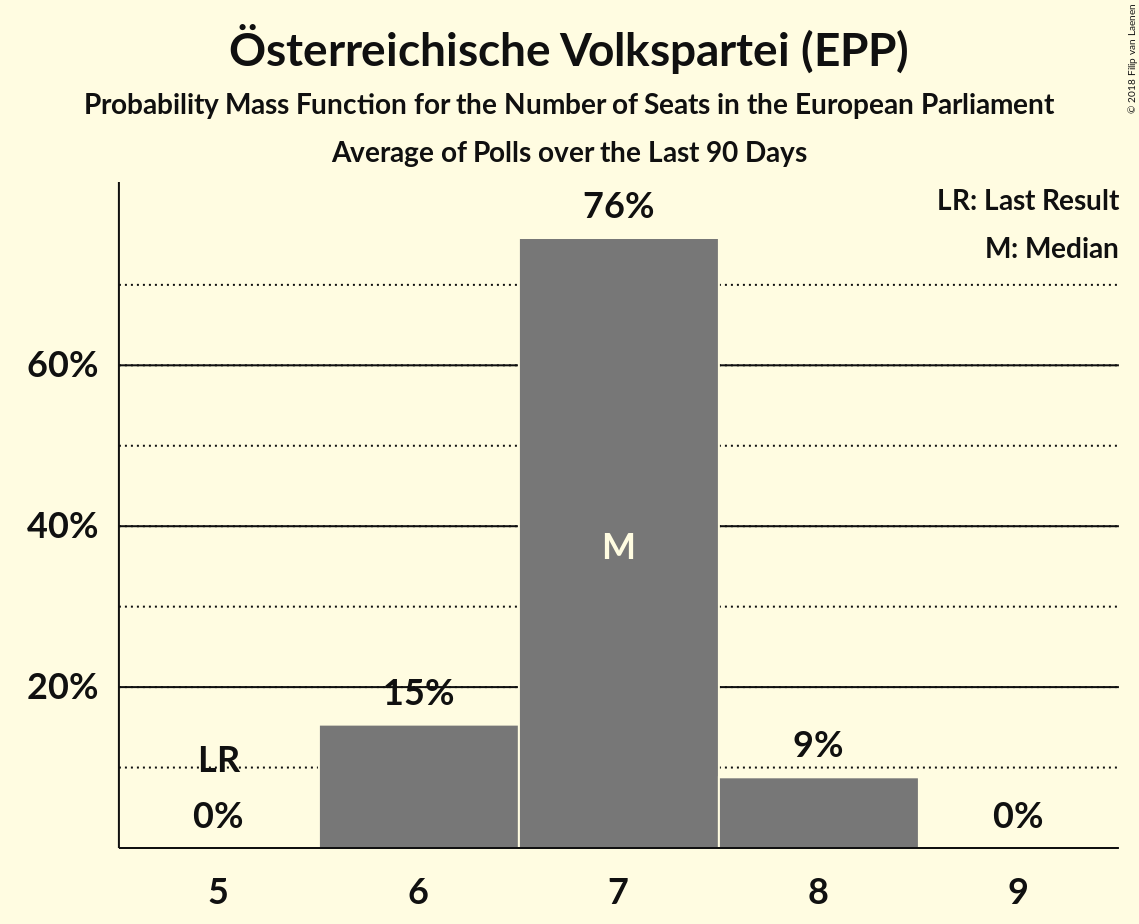 Österreichische Volkspartei (EPP)
Probability Mass Function for the Number of Seats in the European Parliament
Average of Polls over the Last 90 Days
© 2018 Filip van Laenen
LR: Last Result
M: Median
76%
60%
40%
M
20%
15%
9%
LR
0%
0%
5 6 7 8 9